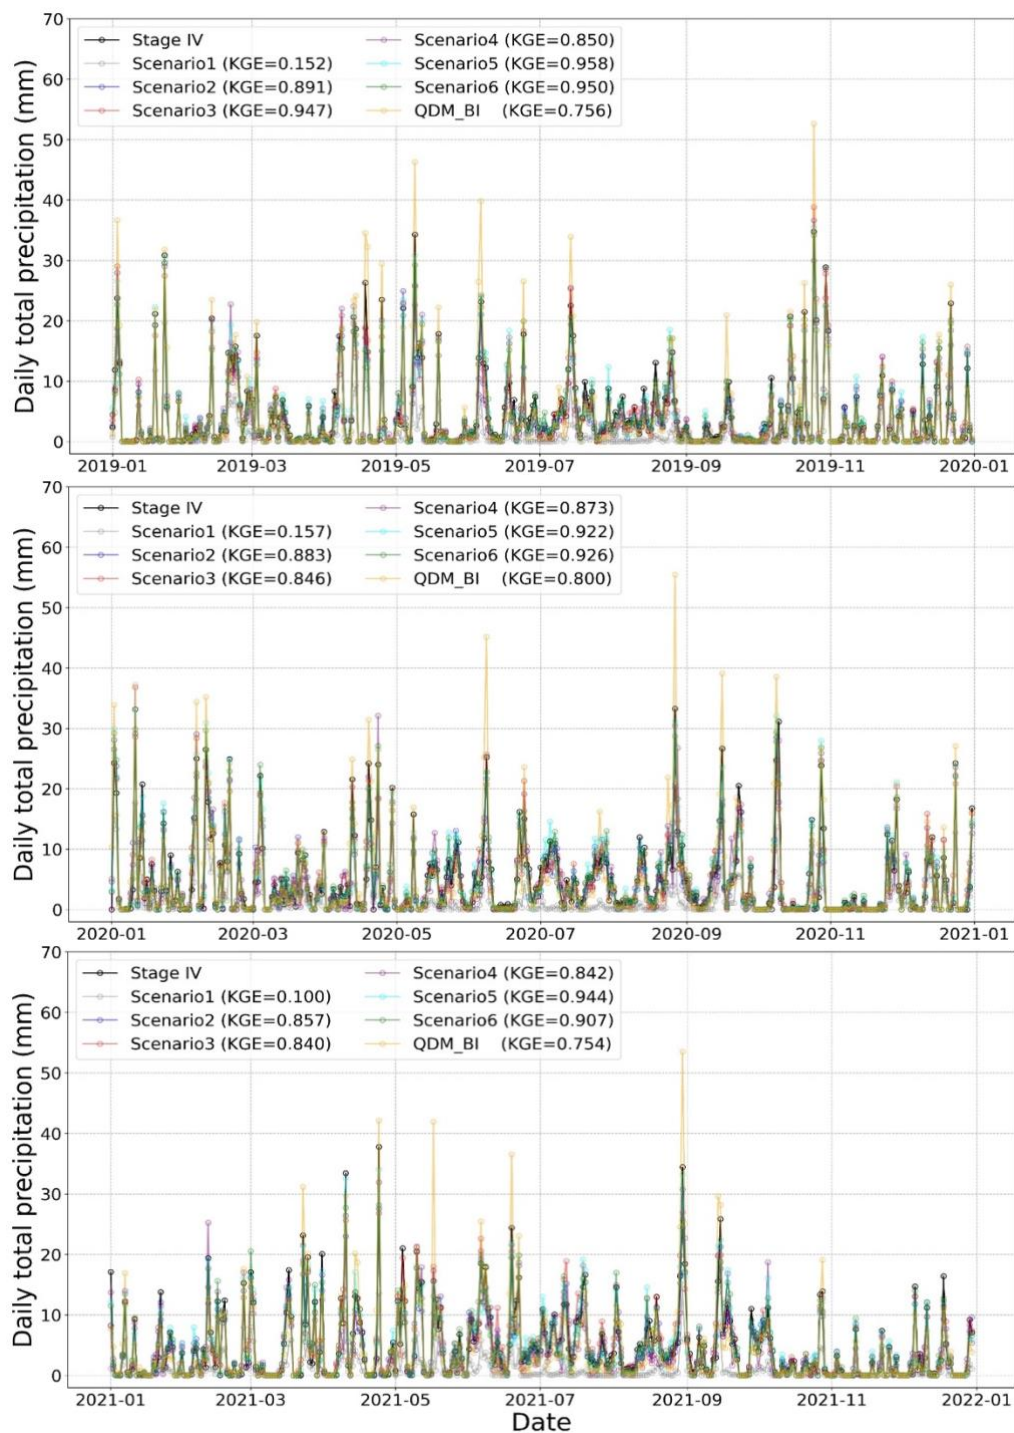 70
60
50
40
30
20
10
0
Daily total precipitation (mm)
Stage IV
Scenario1 (KGE=0.152)
Scenario2 (KGE=0.891)
Scenario3 (KGE=0.947)
Scenario4 (KGE=0.850)
Scenario5 (KGE=0.958)
Scenario6 (KGE=0.950)
QDM_BI (KGE=0.756)
2019-01 2019-03 2019-05 2019-07 2019-09 2019-11 2020-01
70
60
50
40
30
20
10
0
Daily total precipitation (mm)
Stage IV
Scenario1 (KGE=0.157)
Scenario2 (KGE=0.883)
Scenario3 (KGE=0.846)
Scenario4 (KGE=0.873)
Scenario5 (KGE=0.922)
Scenario6 (KGE=0.926)
QDM_BI (KGE=0.800)
2020-01 2020-03 2020-05 2020-07 2020-09 2020-11 2021-01
70
60
50
40
30
20
10
0
Daily total precipitation (mm)
Stage IV
Scenario1 (KGE=0.100)
Scenario2 (KGE=0.857)
Scenario3 (KGE=0.840)
Scenario4 (KGE=0.842)
Scenario5 (KGE=0.944)
Scenario6 (KGE=0.907)
QDM_BI (KGE=0.754)
2021-01 2021-03 2021-05 2021-07 2021-09 2021-11 2022-01
Date